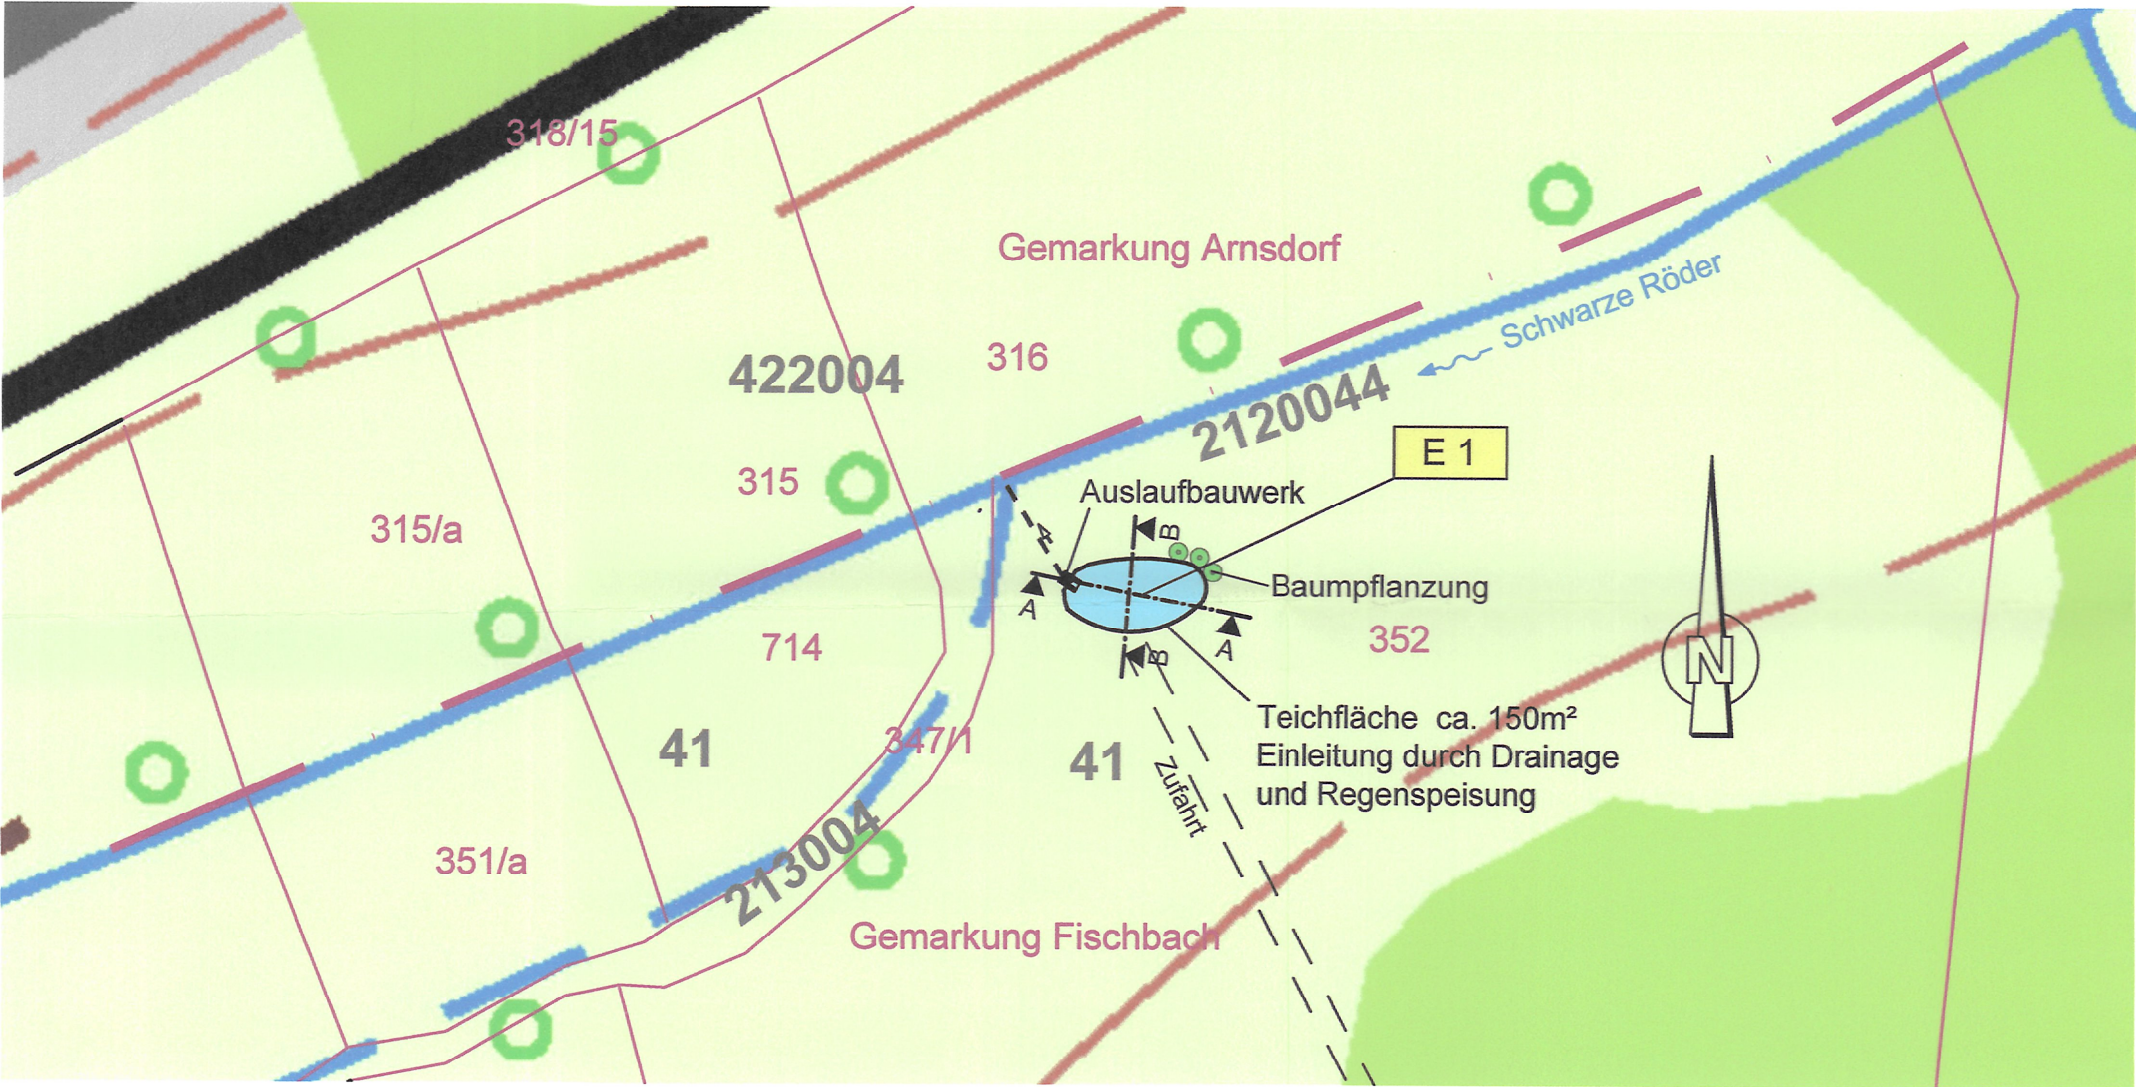 318/15
Gemarkung Arnsdorf
Schwarze Röder
422004
316
2120044
E 1
315
Auslaufbauwerk
315/a
A
B
Baumpflanzung
A
352
714
B
A
Teichfläche ca. 150m²
Einleitung durch Drainage
und Regenspeisung
N
41
347/1
41
Zufahrt
213004
351/a
Gemarkung Fischbach